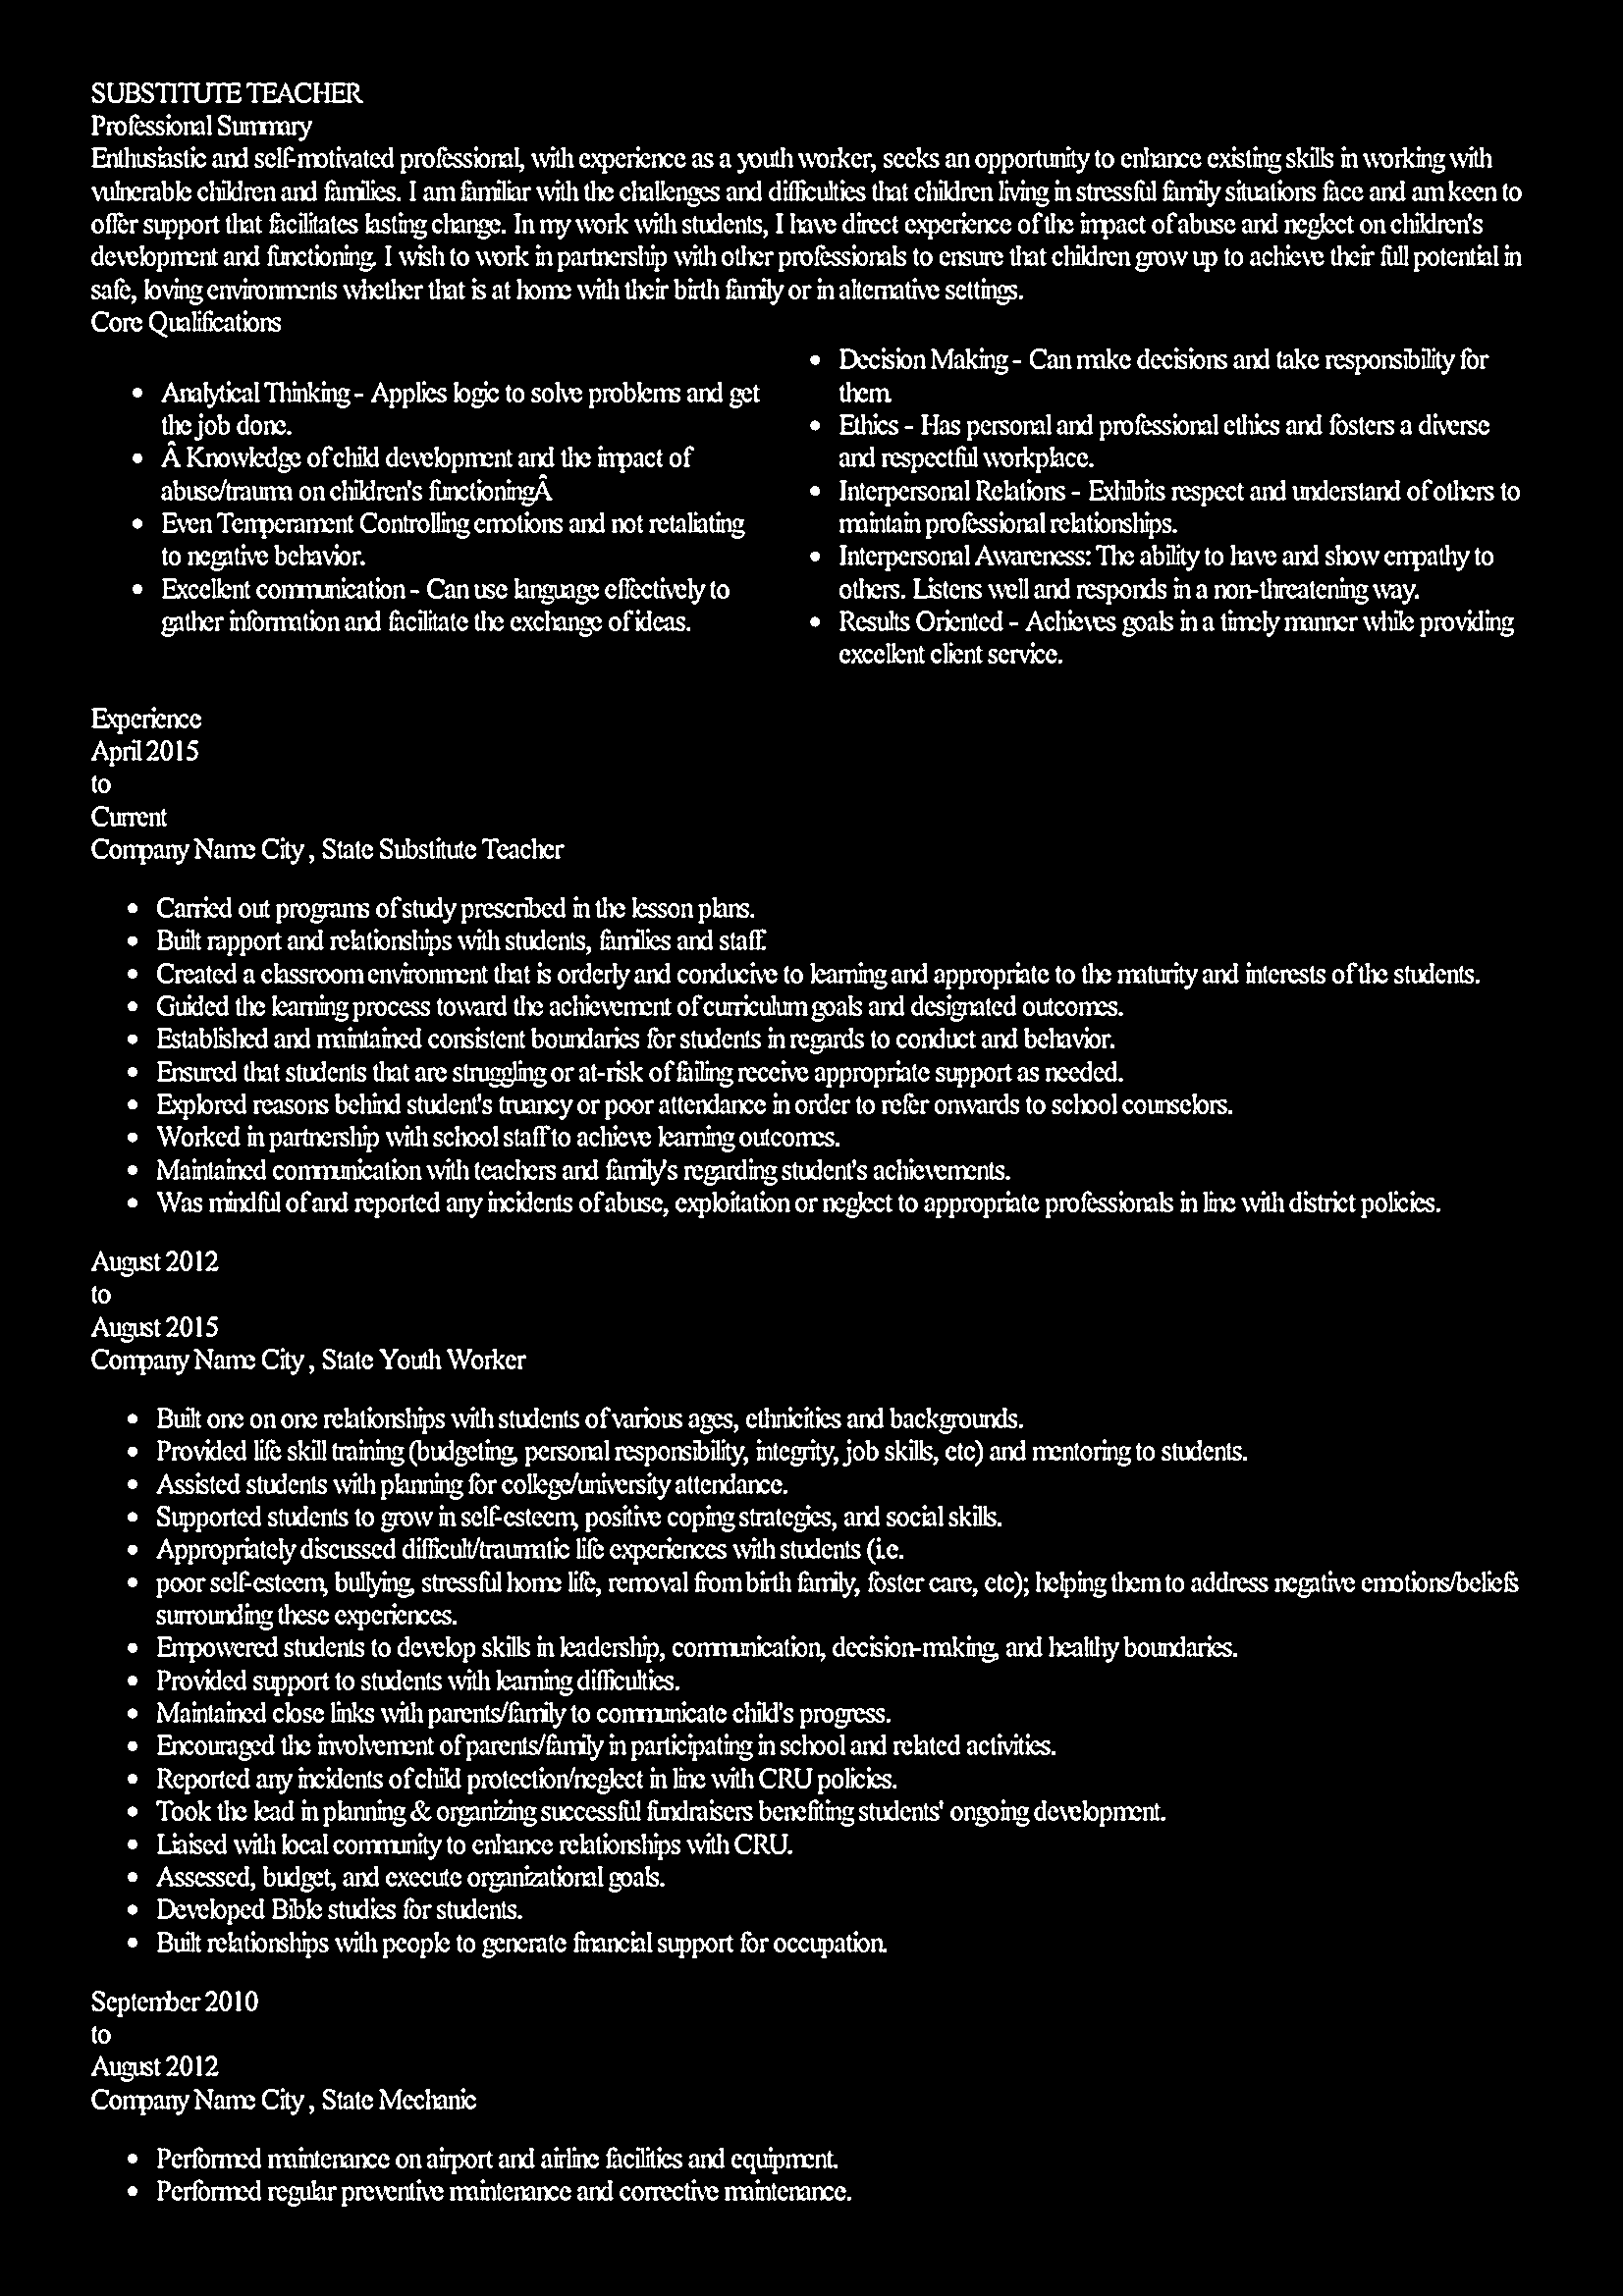 SUBSTITUTE TEACHER
Professional Summary
Enthusiastic and self-motivated professional, with experience as a youth worker, seeks an opportunity to enhance existing skills in working with
vulnerable children and families. I am familiar with the challenges and difficulties that children living in stressful family situations face and am keen to
offer support that facilitates lasting change. In my work with students, I have direct experience of the impact of abuse and neglect on children's
development and functioning. I wish to work in partnership with other professionals to ensure that children grow up to achieve their full potential in
safe, loving environments whether that is at home with their birth family or in alternative settings.
Core Qualifications
• Analytical Thinking - Applies logic to solve problems and get
the job done.
• Â Knowledge of child development and the impact of
abuse/trauma on children's functioningÂ
• Even Temperament Controlling emotions and not retaliating
to negative behavior.
• Excellent communication - Can use language effectively to
gather information and facilitate the exchange of ideas.
• Decision Making - Can make decisions and take responsibility for
them.
• Ethics - Has personal and professional ethics and fosters a diverse
and respectful workplace.
• Interpersonal Relations - Exhibits respect and understand of others to
maintain professional relationships.
• Interpersonal Awareness: The ability to have and show empathy to
others. Listens well and responds in a non-threatening way.
• Results Oriented - Achieves goals in a timely manner while providing
excellent client service.
Experience
April 2015
to
Current
Company Name City , State Substitute Teacher
• Carried out programs of study prescribed in the lesson plans.
• Built rapport and relationships with students, families and staff.
• Created a classroom environment that is orderly and conducive to learning and appropriate to the maturity and interests of the students.
• Guided the learning process toward the achievement of curriculum goals and designated outcomes.
• Established and maintained consistent boundaries for students in regards to conduct and behavior.
• Ensured that students that are struggling or at-risk of failing receive appropriate support as needed.
• Explored reasons behind student's truancy or poor attendance in order to refer onwards to school counselors.
• Worked in partnership with school staff to achieve learning outcomes.
• Maintained communication with teachers and family's regarding student's achievements.
• Was mindful of and reported any incidents of abuse, exploitation or neglect to appropriate professionals in line with district policies.
August 2012
to
August 2015
Company Name City , State Youth Worker
• Built one on one relationships with students of various ages, ethnicities and backgrounds.
• Provided life skill training (budgeting, personal responsibility, integrity, job skills, etc) and mentoring to students.
• Assisted students with planning for college/university attendance.
• Supported students to grow in self-esteem, positive coping strategies, and social skills.
• Appropriately discussed difficult/traumatic life experiences with students (i.e.
• poor self-esteem, bullying, stressful home life, removal from birth family, foster care, etc); helping them to address negative emotions/beliefs
surrounding these experiences.
• Empowered students to develop skills in leadership, communication, decision-making, and healthy boundaries.
• Provided support to students with learning difficulties.
• Maintained close links with parents/family to communicate child's progress.
• Encouraged the involvement of parents/family in participating in school and related activities.
• Reported any incidents of child protection/neglect in line with CRU policies.
• Took the lead in planning & organizing successful fundraisers benefiting students' ongoing development.
• Liaised with local community to enhance relationships with CRU.
• Assessed, budget, and execute organizational goals.
• Developed Bible studies for students.
• Built relationships with people to generate financial support for occupation.
September 2010
to
August 2012
Company Name City , State Mechanic
• Performed maintenance on airport and airline facilities and equipment.
• Performed regular preventive maintenance and corrective maintenance.